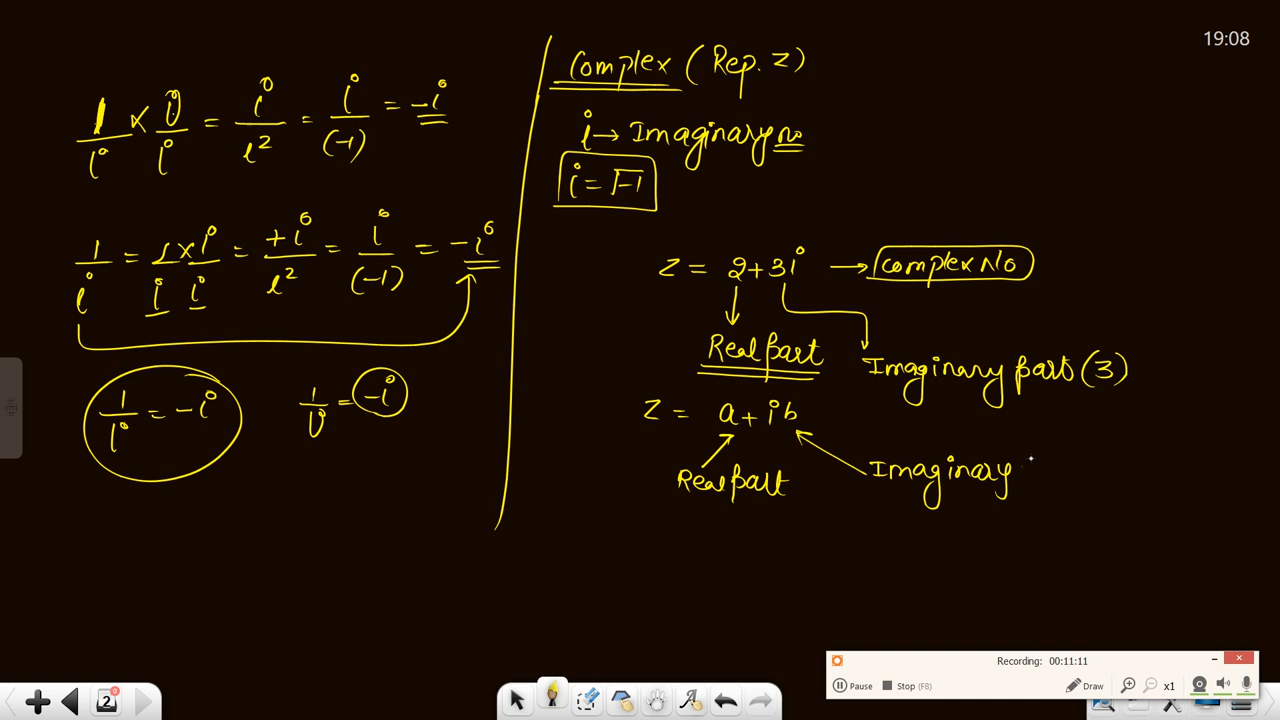 19:08
1/i × i/i = i/i² = i/(-1) = -i
1/i = 1/i × i/i = +i/i² = i/(-1) = -i
1/i = -i
1/i = -i
Complex (Rep. Z)
i → Imaginary no
i = √-1
Z = 2+3i → Complex No
Real part
Imaginary part (3)
Z = a+ib
Real part
Imaginary
2
0
Recording: 00:11:11
Pause
Stop (F8)
Draw
x1